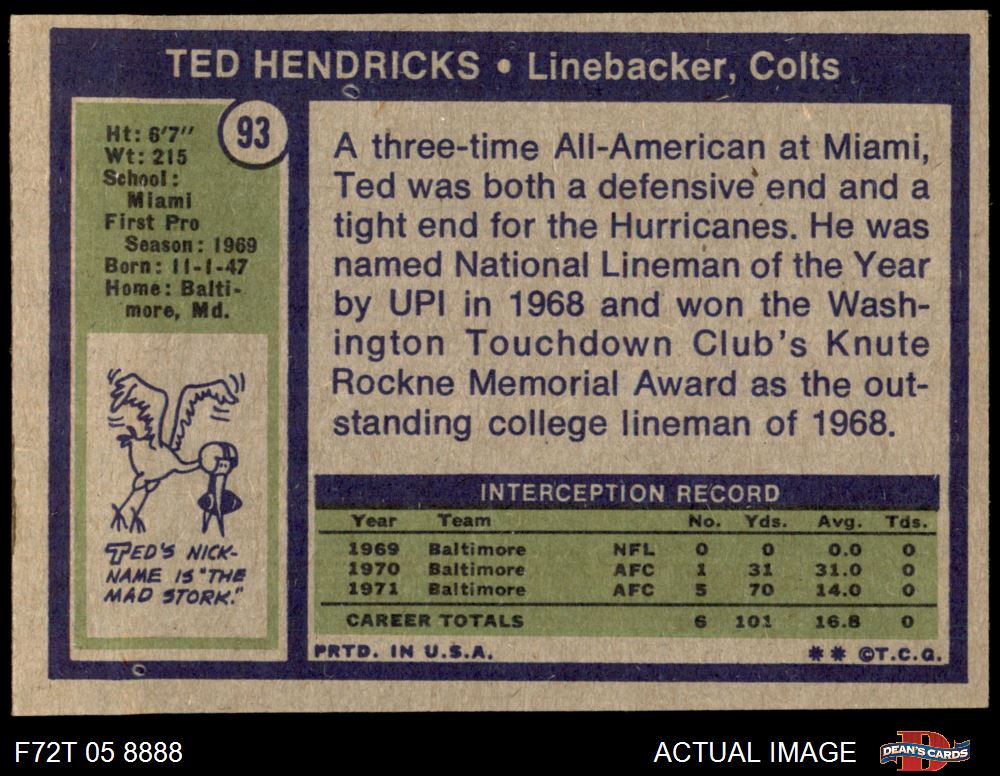 TED HENDRICKS • Linebacker, Colts
93
Ht: 6'7"
Wt: 215
School:
Miami
First Pro
Season: 1969
Born: 11-1-47
Home: Balti-
more, Md.
TED'S NICK-
NAME IS "THE
MAD STORK."
A three-time All-American at Miami,
Ted was both a defensive end and a
tight end for the Hurricanes. He was
named National Lineman of the Year
by UPI in 1968 and won the Wash-
ington Touchdown Club's Knute
Rockne Memorial Award as the out-
standing college lineman of 1968.
INTERCEPTION RECORD
Year Team No. Yds. Avg. Tds.
1969 Baltimore NFL 0 0 0.0 0
1970 Baltimore AFC 1 31 31.0 0
1971 Baltimore AFC 5 70 14.0 0
CAREER TOTALS 6 101 16.8 0
PRTD. IN U.S.A. ** ©T.C.G.
F72T 05 8888 ACTUAL IMAGE D DEAN'S CARDS